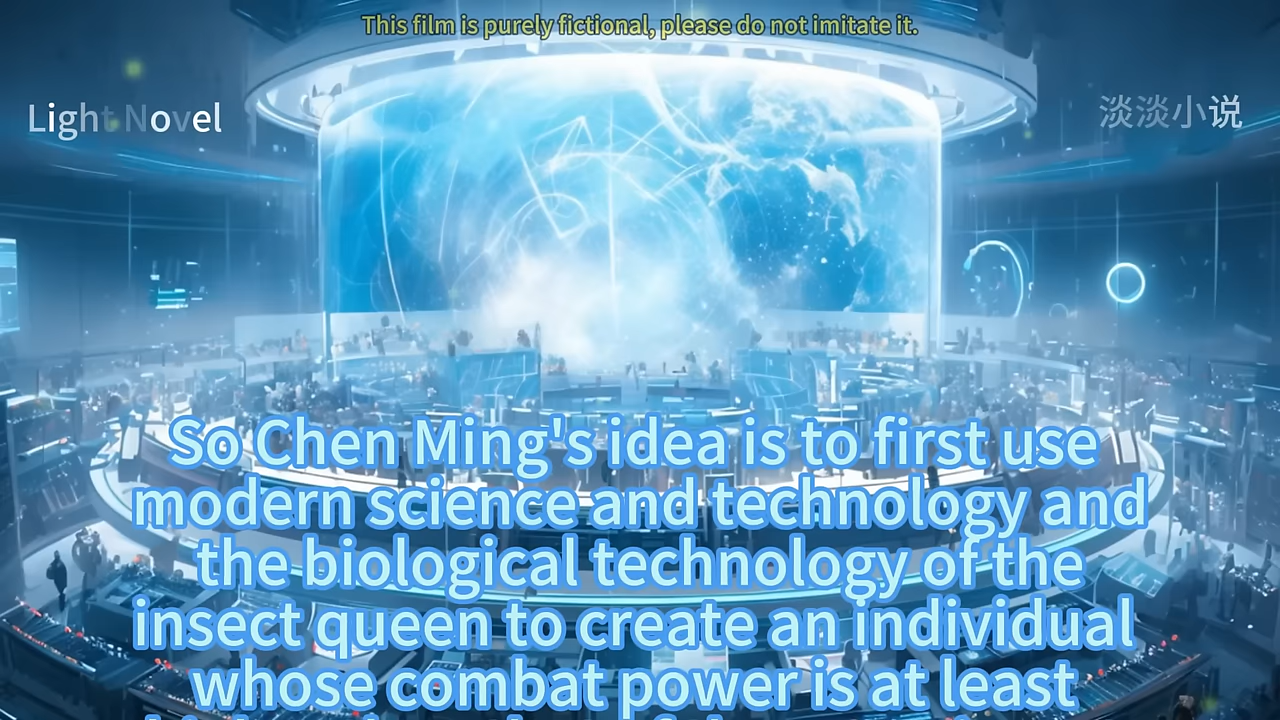 This film is purely fictional, please do not imitate it.
Light Novel
淡淡小说
So Chen Ming's idea is to first use
modern science and technology and
the biological technology of the
insect queen to create an individual
whose combat power is at least